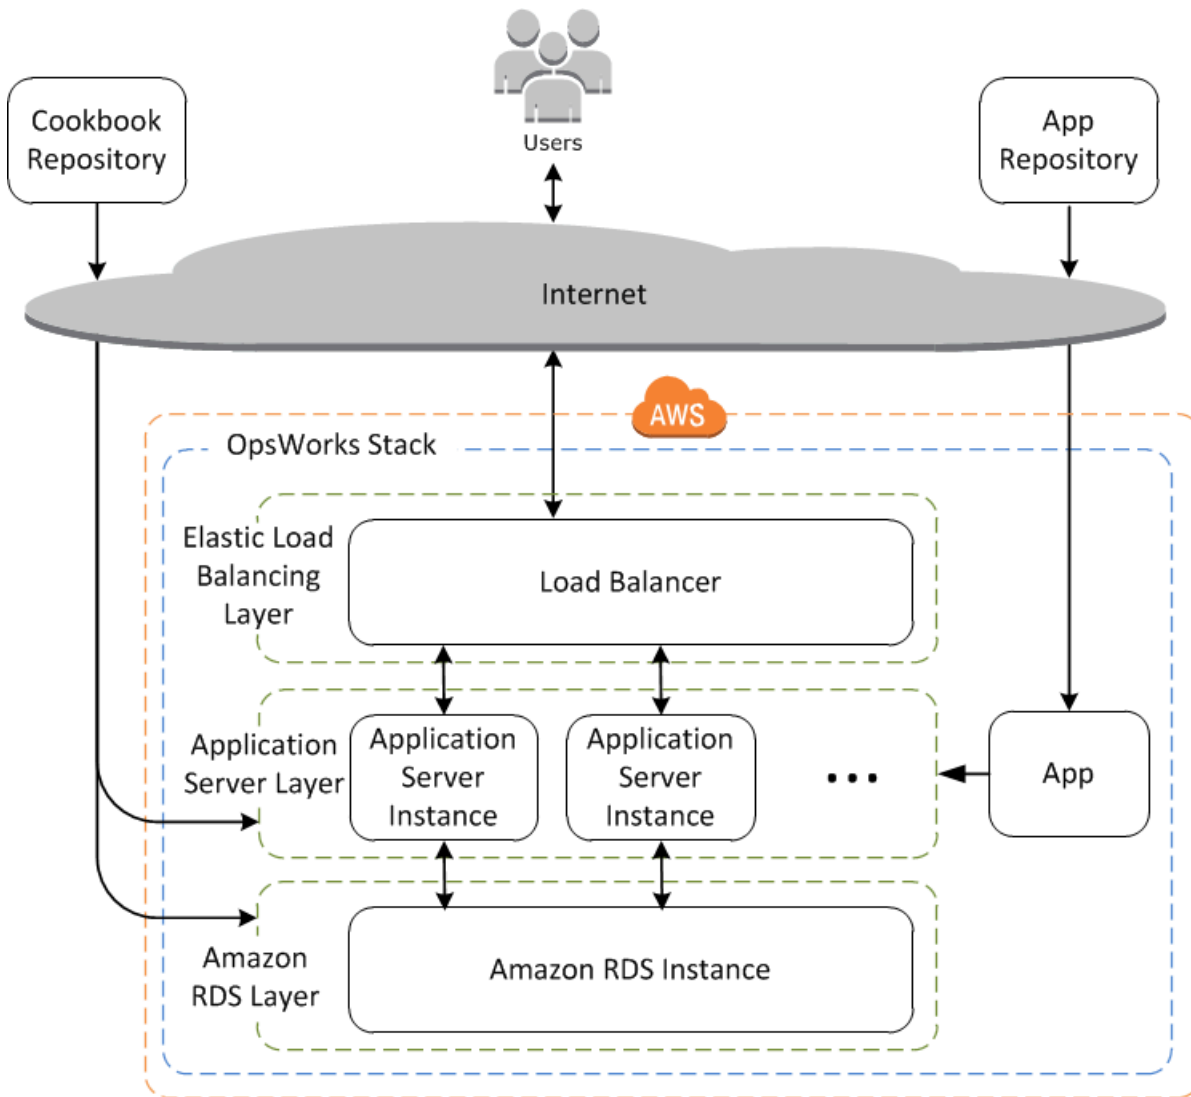 Users
Cookbook
Repository
App
Repository
Internet
AWS
OpsWorks Stack
Elastic Load
Balancing
Layer
Load Balancer
Application
Server Layer
Application
Server
Instance
Application
Server
Instance
...
App
Amazon
RDS Layer
Amazon RDS Instance